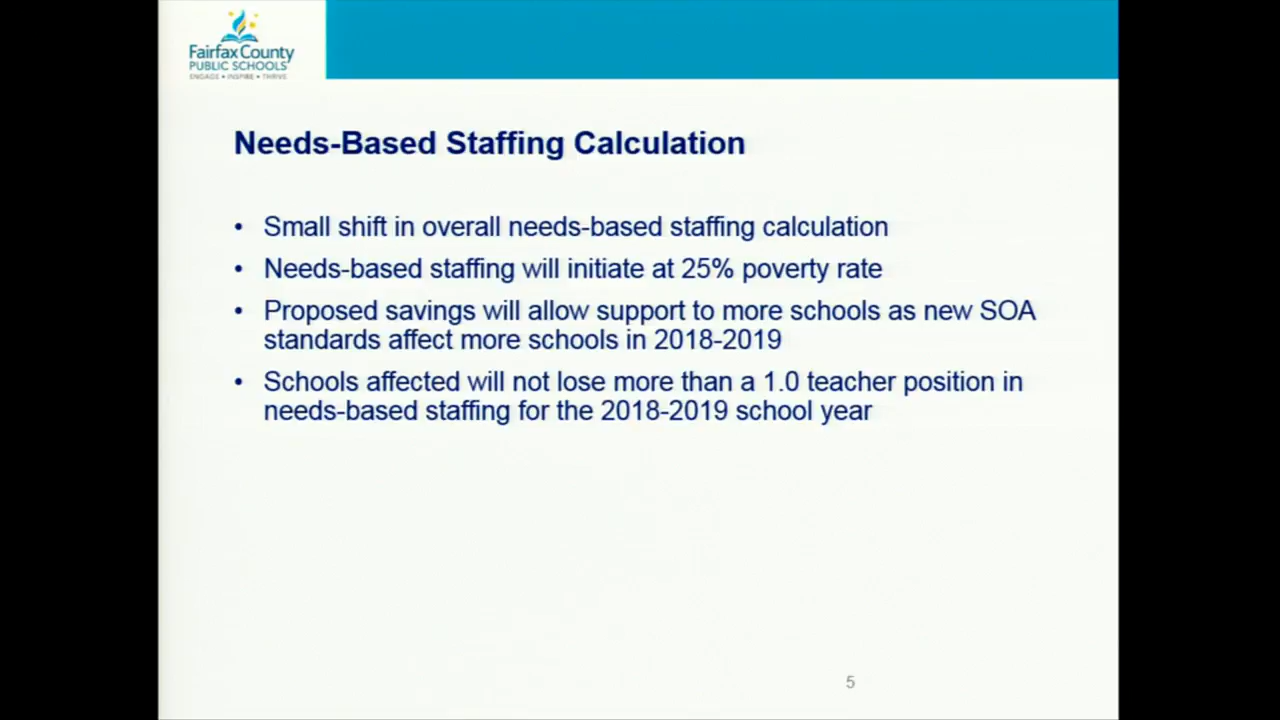 Fairfax County
PUBLIC SCHOOLS
ENGAGE • INSPIRE • THRIVE
Needs-Based Staffing Calculation
• Small shift in overall needs-based staffing calculation
• Needs-based staffing will initiate at 25% poverty rate
• Proposed savings will allow support to more schools as new SOA
standards affect more schools in 2018-2019
• Schools affected will not lose more than a 1.0 teacher position in
needs-based staffing for the 2018-2019 school year
5